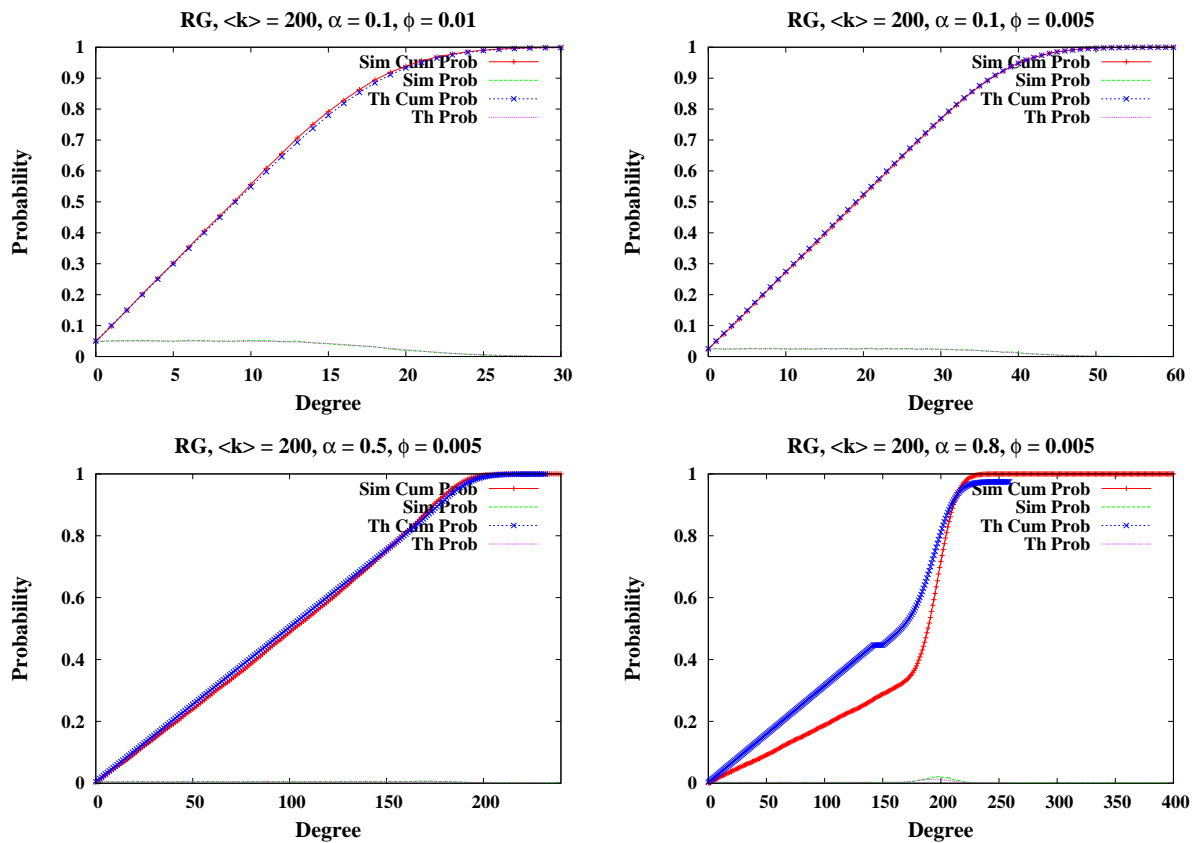 RG, <k> = 200, α = 0.1, ϕ = 0.01
1
0.9
0.8
0.7
0.6
0.5
0.4
0.3
0.2
0.1
0
Probability
Sim Cum Prob
Sim Prob
Th Cum Prob
Th Prob
0 5 10 15 20 25 30
Degree
RG, <k> = 200, α = 0.1, ϕ = 0.005
1
0.9
0.8
0.7
0.6
0.5
0.4
0.3
0.2
0.1
0
Probability
Sim Cum Prob
Sim Prob
Th Cum Prob
Th Prob
0 10 20 30 40 50 60
Degree
RG, <k> = 200, α = 0.5, ϕ = 0.005
1
0.8
0.6
0.4
0.2
0
Probability
Sim Cum Prob
Sim Prob
Th Cum Prob
Th Prob
0 50 100 150 200
Degree
RG, <k> = 200, α = 0.8, ϕ = 0.005
1
0.8
0.6
0.4
0.2
0
Probability
Sim Cum Prob
Sim Prob
Th Cum Prob
Th Prob
0 50 100 150 200 250 300 350 400
Degree